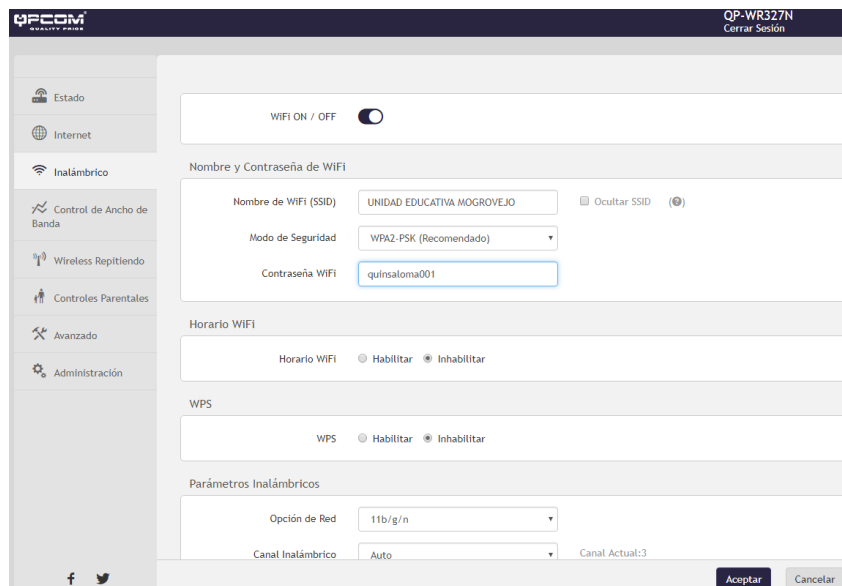 QPCOM
QUALITY PRIDE
QP-WR327N
Cerrar Sesión
Estado
Internet
Inalámbrico
Control de Ancho de
Banda
Wireless Repitiendo
Controles Parentales
Avanzado
Administración
WiFi ON / OFF
Nombre y Contraseña de WiFi
Nombre de WiFi (SSID) UNIDAD EDUCATIVA MOGROVEJO Ocultar SSID (?)
Modo de Seguridad WPA2-PSK (Recomendado)
Contraseña WiFi quinsaloma001
Horario WiFi
Horario WiFi Habilitar Inhabilitar
WPS
WPS Habilitar Inhabilitar
Parámetros Inalámbricos
Opción de Red 11b/g/n
Canal Inalámbrico Auto Canal Actual:3
Aceptar Cancelar